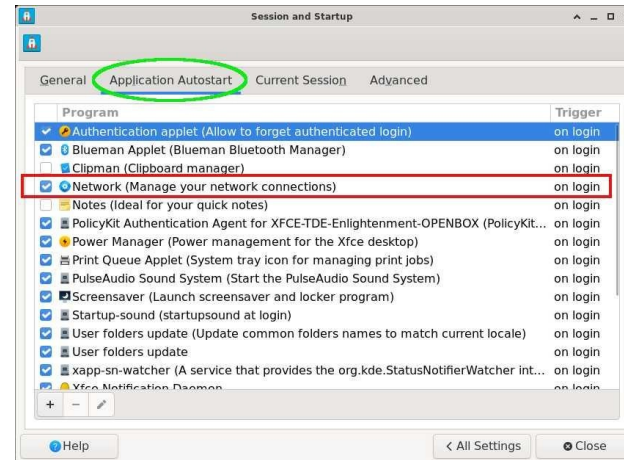 Session and Startup
General Application Autostart Current Session Advanced
Program Trigger
Authentication applet (Allow to forget authenticated login) on login
Blueman Applet (Blueman Bluetooth Manager) on login
Clipman (Clipboard manager) on login
Network (Manage your network connections) on login
Notes (Ideal for your quick notes) on login
PolicyKit Authentication Agent for XFCE-TDE-Enlightenment-OPENBOX (PolicyKit... on login
Power Manager (Power management for the Xfce desktop) on login
Print Queue Applet (System tray icon for managing print jobs) on login
PulseAudio Sound System (Start the PulseAudio Sound System) on login
Screensaver (Launch screensaver and locker program) on login
Startup-sound (startupsound at login) on login
User folders update (Update common folders names to match current locale) on login
User folders update on login
xapp-sn-watcher (A service that provides the org.kde.StatusNotifierWatcher int... on login
Xfce Notification Daemon on login
Help < All Settings Close